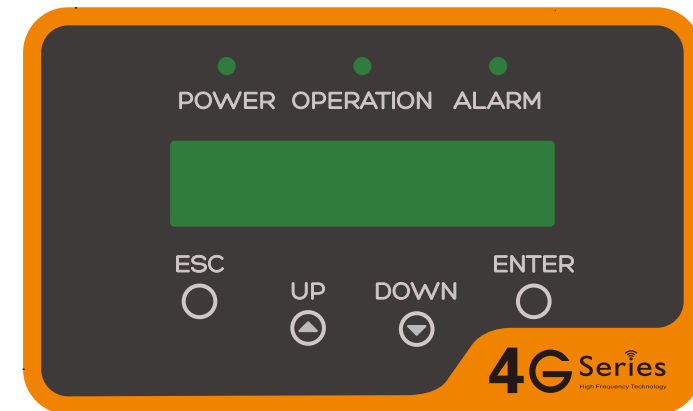 POWER OPERATION ALARM
ESC
ENTER
UP
DOWN
4G Series
High Frequency Technology